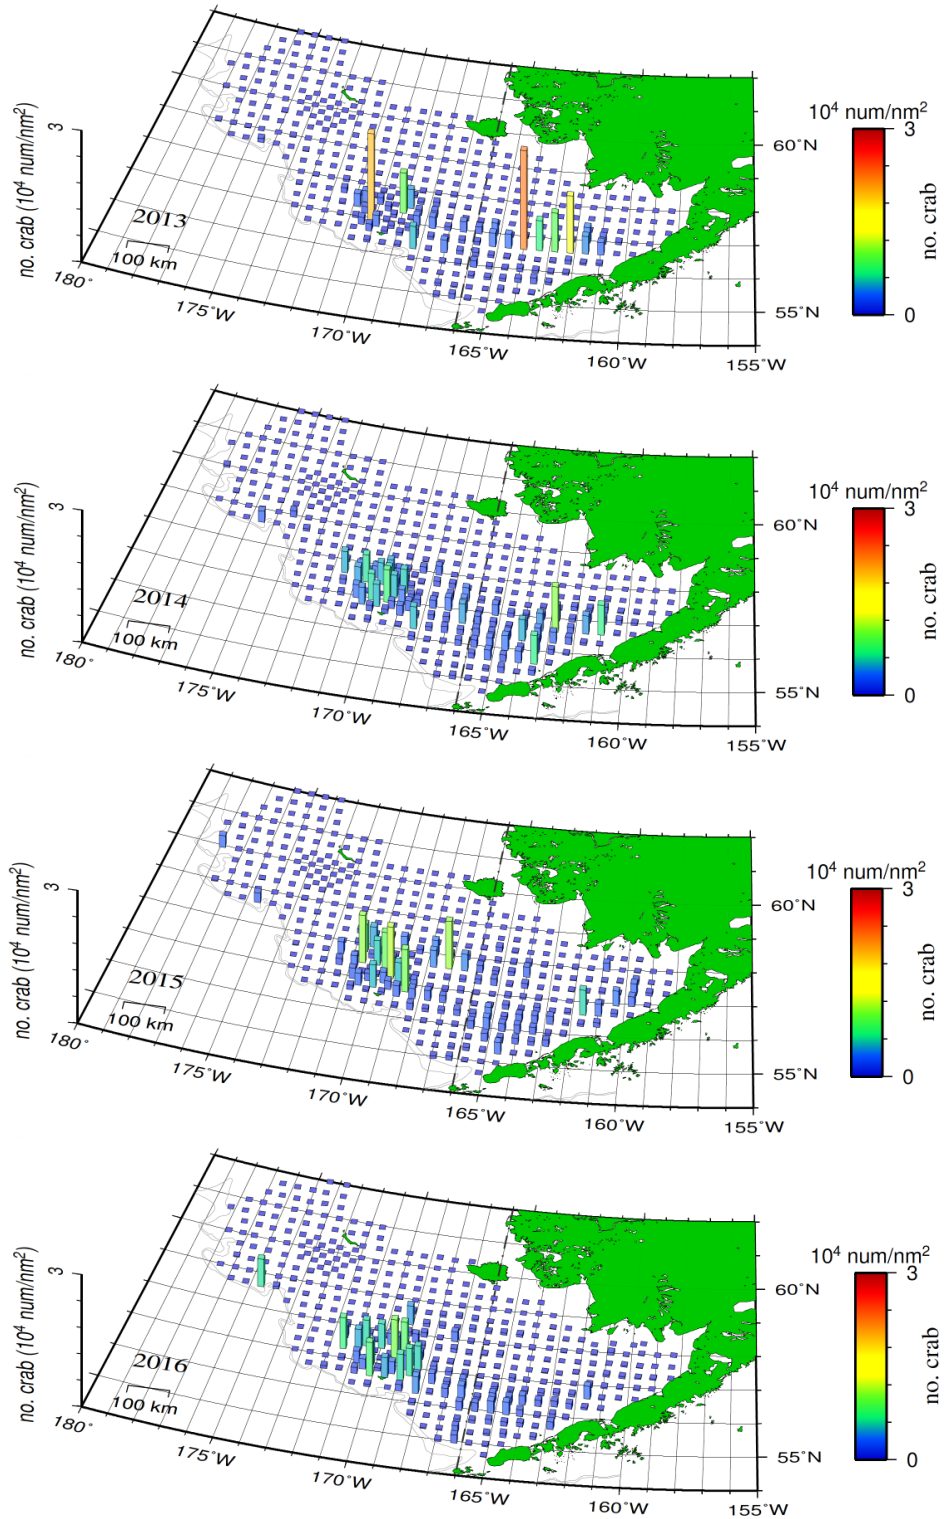 10⁴ num/nm²
3
no. crab
0
60˚N
55˚N
3
no. crab (10⁴ num/nm²)
2013
100 km
180˚
175˚W
170˚W
165˚W
160˚W
155˚W
10⁴ num/nm²
3
no. crab
0
60˚N
55˚N
3
no. crab (10⁴ num/nm²)
2014
100 km
180˚
175˚W
170˚W
165˚W
160˚W
155˚W
10⁴ num/nm²
3
no. crab
0
60˚N
55˚N
3
no. crab (10⁴ num/nm²)
2015
100 km
180˚
175˚W
170˚W
165˚W
160˚W
155˚W
10⁴ num/nm²
3
no. crab
0
60˚N
55˚N
3
no. crab (10⁴ num/nm²)
2016
100 km
180˚
175˚W
170˚W
165˚W
160˚W
155˚W